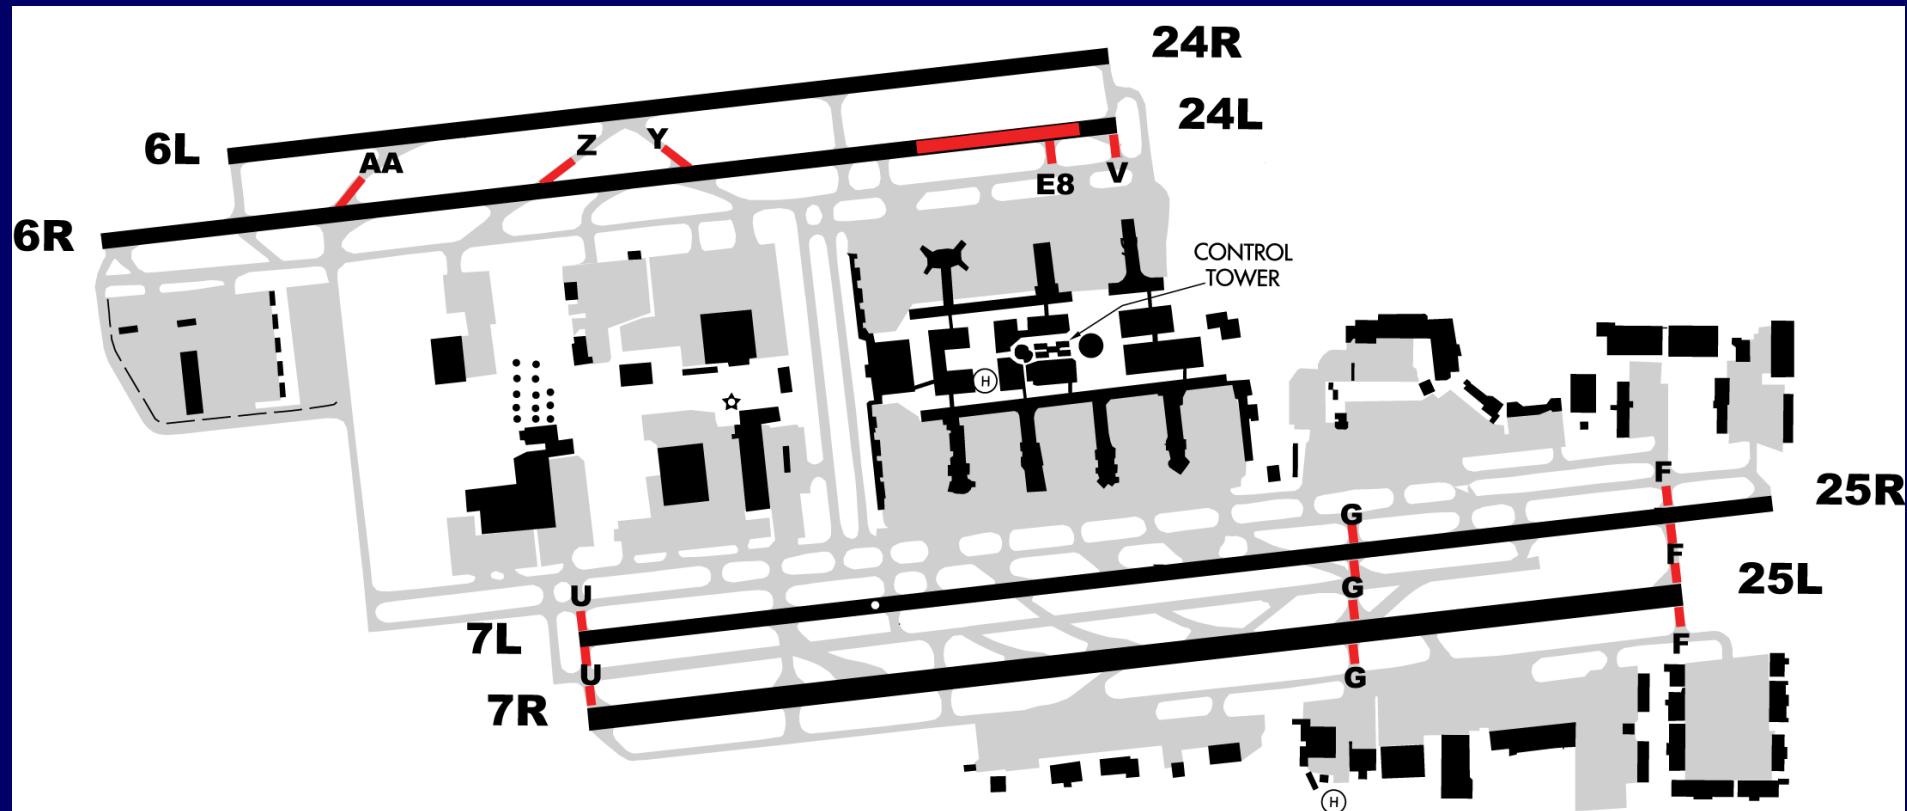 24R
24L
6L
AA
Z
Y
E8
V
6R
CONTROL
TOWER
H
F
25R
G
F
25L
U
G
7L
F
U
G
7R
H